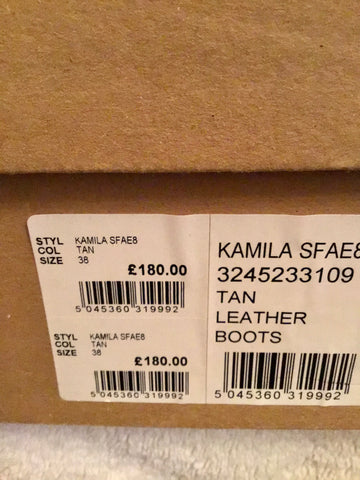 STYL KAMILA SFAE8
COL TAN
SIZE 38
£180.00
5 045360 319992
STYL KAMILA SFAE8
COL TAN
SIZE 38
£180.00
5 045360 319992
KAMILA SFAE8
3245233109
TAN
LEATHER
BOOTS
5 045360 319992